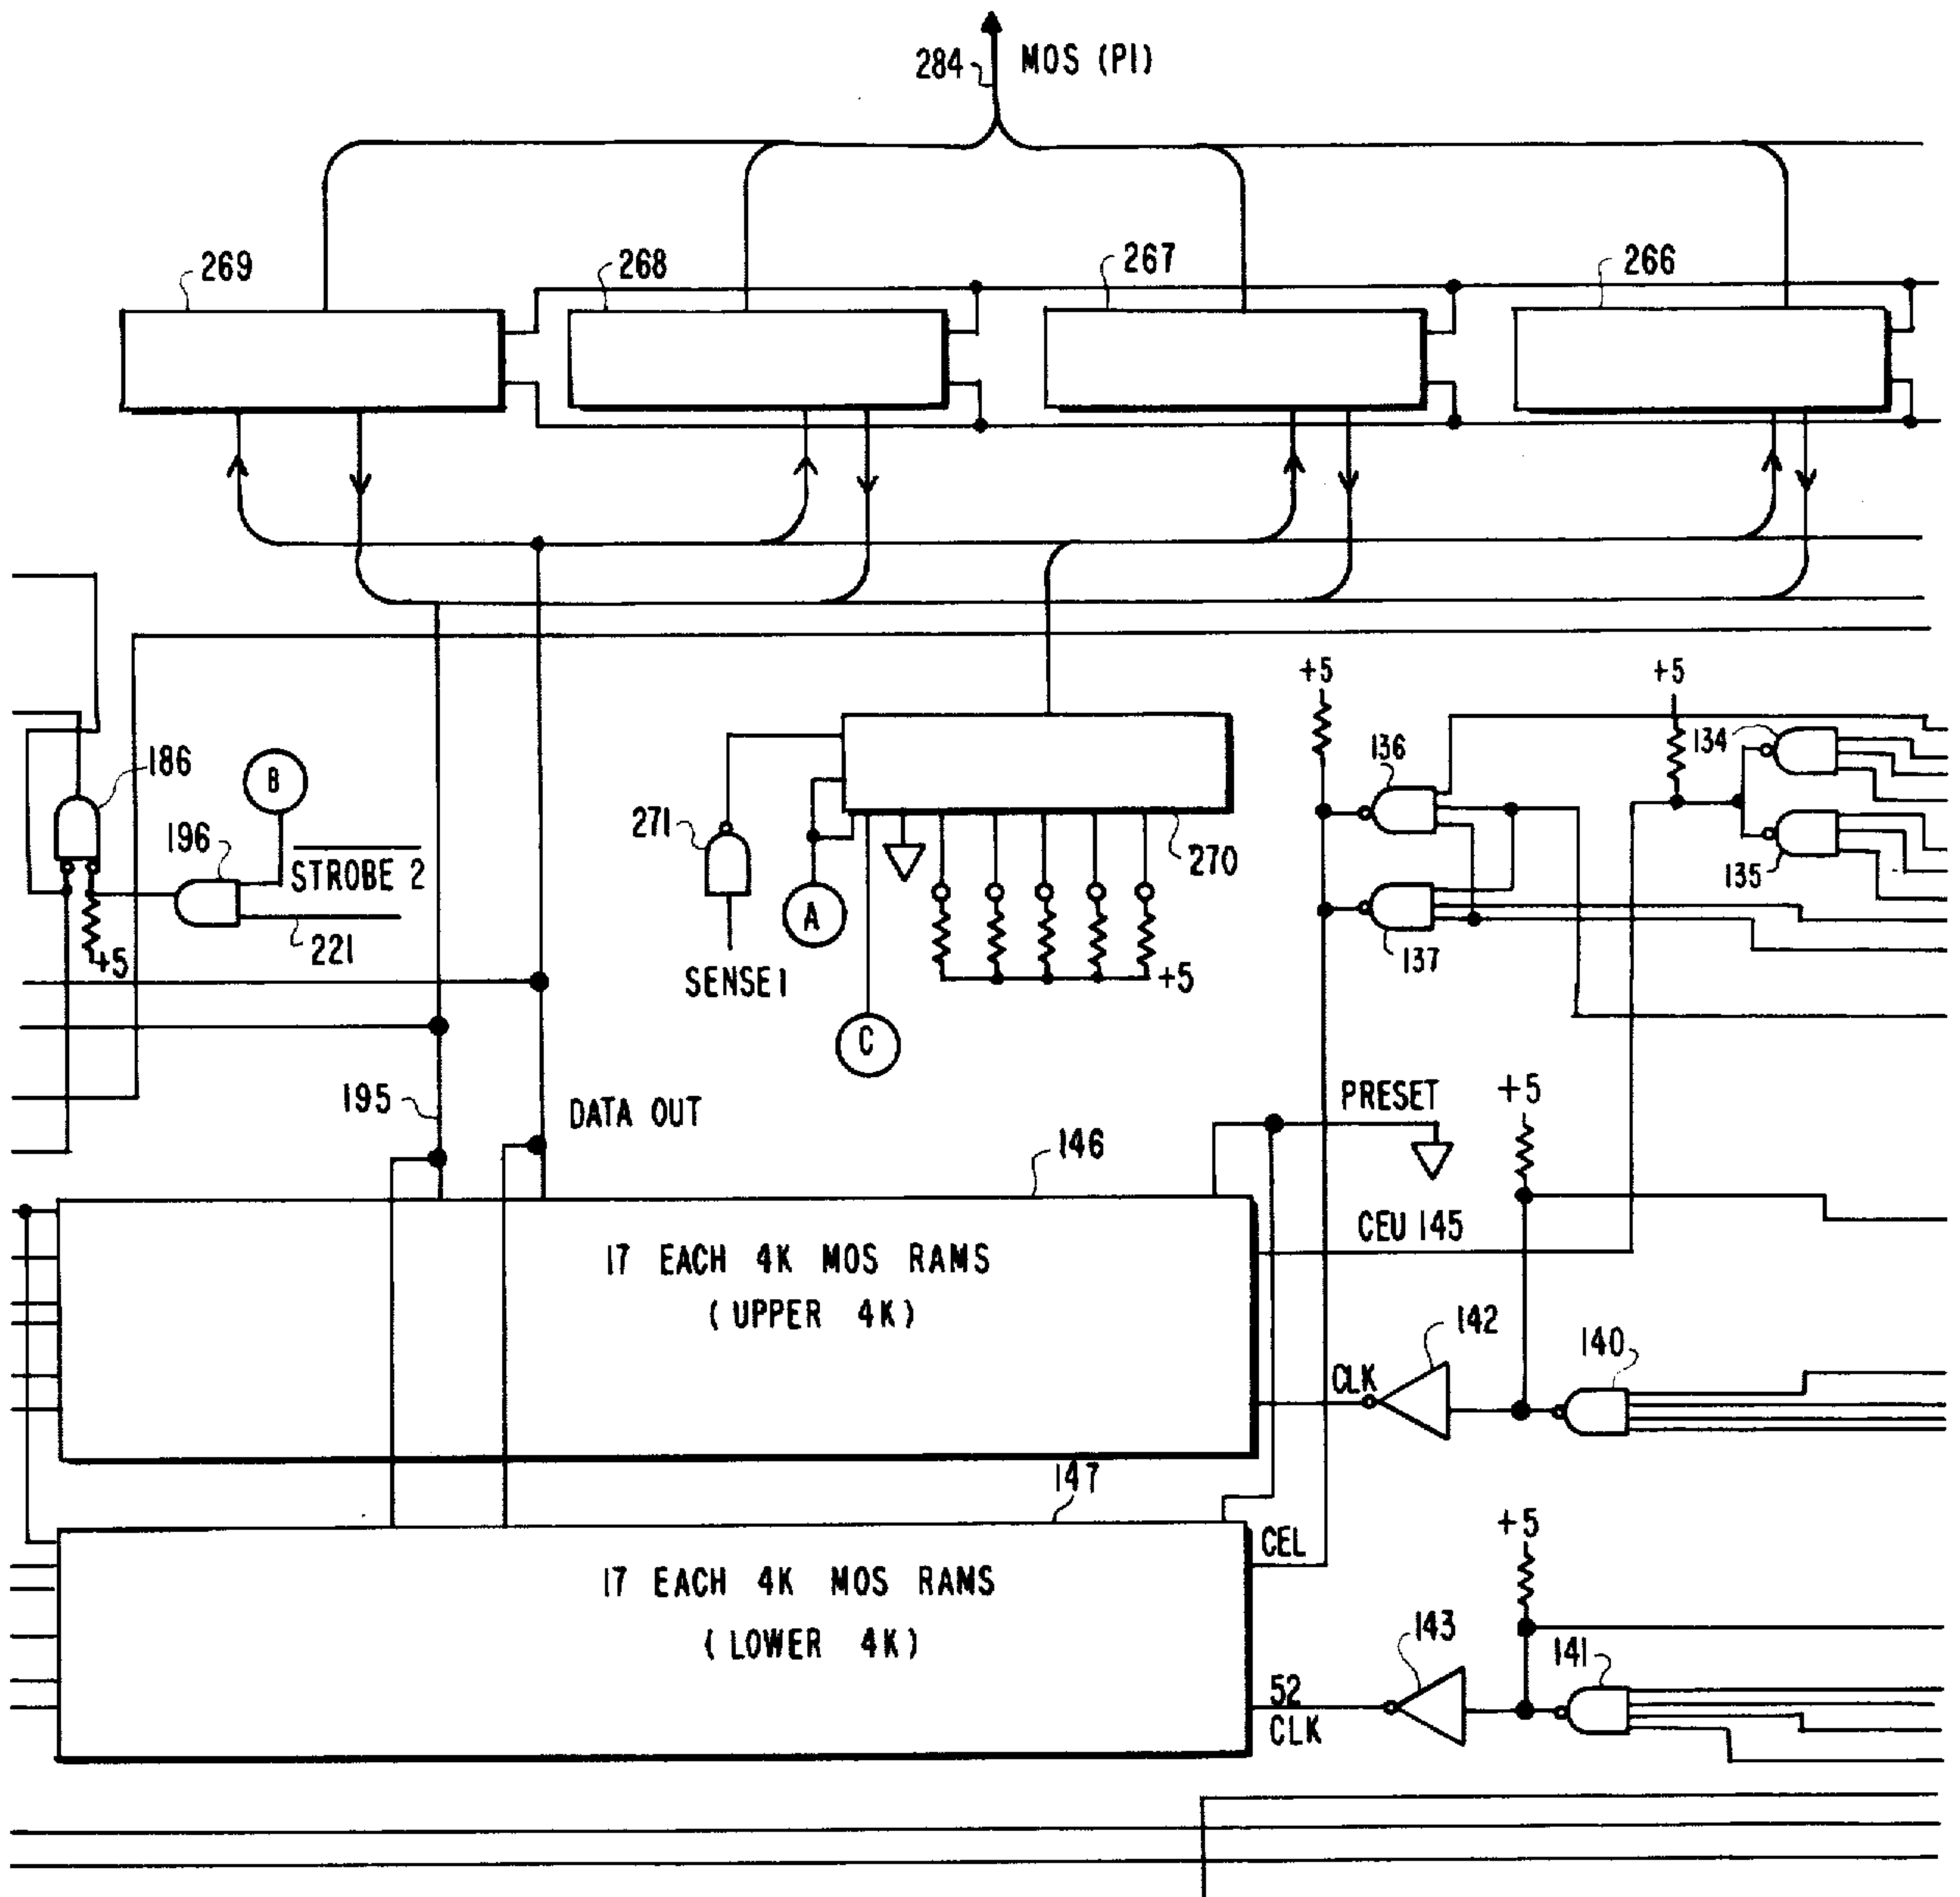 284
MOS (PI)
269
268
267
266
186
B
196
STROBE 2
221
+5
271
SENSE 1
A
C
270
+5
+5
136
137
+5
134
135
195
DATA OUT
146
PRESET
+5
CEU 145
17 EACH 4K MOS RAMS
(UPPER 4K)
142
140
CLK
147
CEL
17 EACH 4K MOS RAMS
(LOWER 4K)
+5
143
141
52
CLK